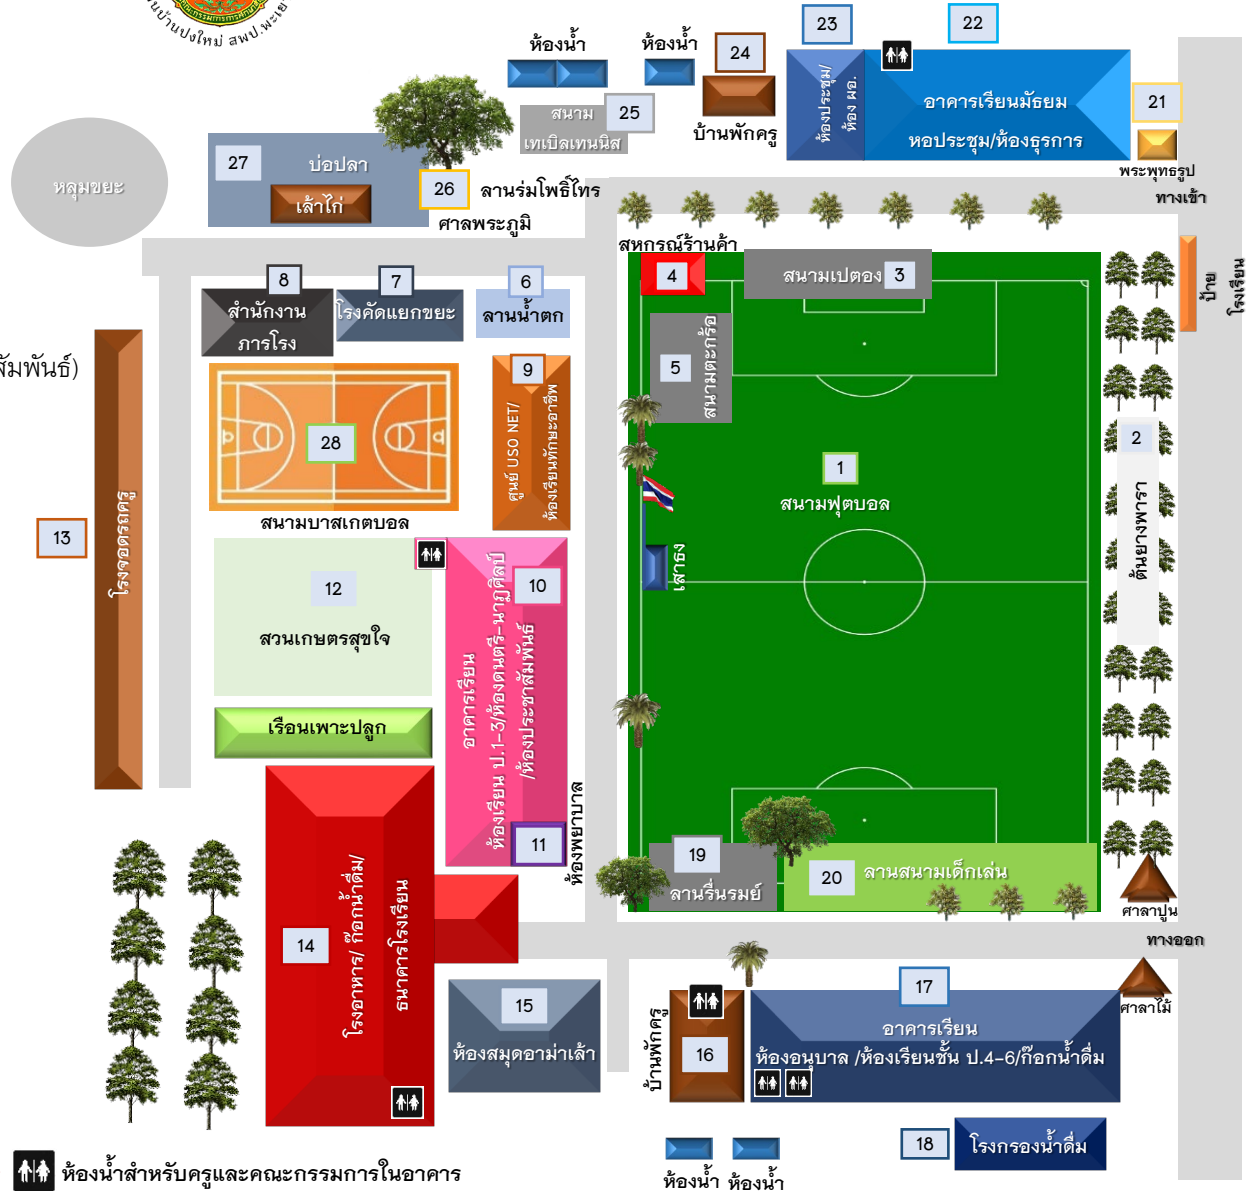 นบ้านปงใหม่ สพป.พะเย
23
22
ห้องน้ำ
ห้องน้ำ
24
ห้องประชุม/
ห้อง ผอ.
อาคารเรียนมัธยม
หอประชุม/ห้องธุรการ
21
สนาม
25
เทเบิลเทนนิส
บ้านพักครู
พระพุทธรูป
ทางเข้า
27
บ่อปลา
หลุมขยะ
26
ลานร่มโพธิ์ไทร
เล้าไก่
ศาลพระภูมิ
สหกรณ์ร้านค้า
4
สนามเปตอง
3
ป้าย
โรงเรียน
8
7
6
สำนักงาน
ภารโรง
โรงคัดแยกขยะ
ลานน้ำตก
สัมพันธ์)
9
ศูนย์ USO NET/
ห้องเรียนทักษะอาชีพ
5
สนามตะกร้อ
28
สนามบาสเกตบอล
1
สนามฟุตบอล
2
ต้นยางพารา
13
โรงจอดรถครู
12
สวนเกษตรสุขใจ
10
อาคารเรียน
ห้องเรียน ป.1-3/ห้องดนตรี-นาฏศิลป์
/ห้องประชาสัมพันธ์
เสาธง
เรือนเพาะปลูก
11
ห้องพยาบาล
19
ลานรื่นรมย์
20
ลานสนามเด็กเล่น
ศาลาปูน
ทางออก
14
โรงอาหาร/ ก๊อกน้ำดื่ม/
ธนาคารโรงเรียน
15
ห้องสมุดอาม่าเล้า
บ้านพักครู
16
17
อาคารเรียน
ห้องอนุบาล /ห้องเรียนชั้น ป.4-6/ก๊อกน้ำดื่ม
ศาลาไม้
18
โรงกรองน้ำดื่ม
ห้องน้ำสำหรับครูและคณะกรรมการในอาคาร
ห้องน้ำ
ห้องน้ำ